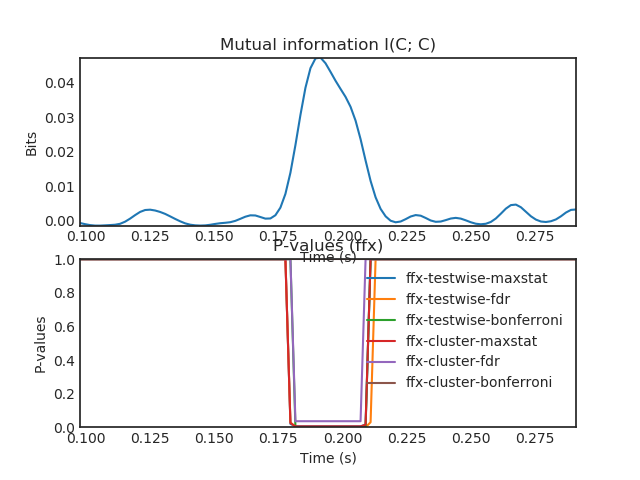 Mutual information I(C; C)
0.04
0.03
0.02
0.01
0.00
Bits
0.100 0.125 0.150 0.175 0.200 0.225 0.250 0.275
Time (s)
P-values (ffx)
1.0
0.8
0.6
0.4
0.2
0.0
P-values
ffx-testwise-maxstat
ffx-testwise-fdr
ffx-testwise-bonferroni
ffx-cluster-maxstat
ffx-cluster-fdr
ffx-cluster-bonferroni
0.100 0.125 0.150 0.175 0.200 0.225 0.250 0.275
Time (s)